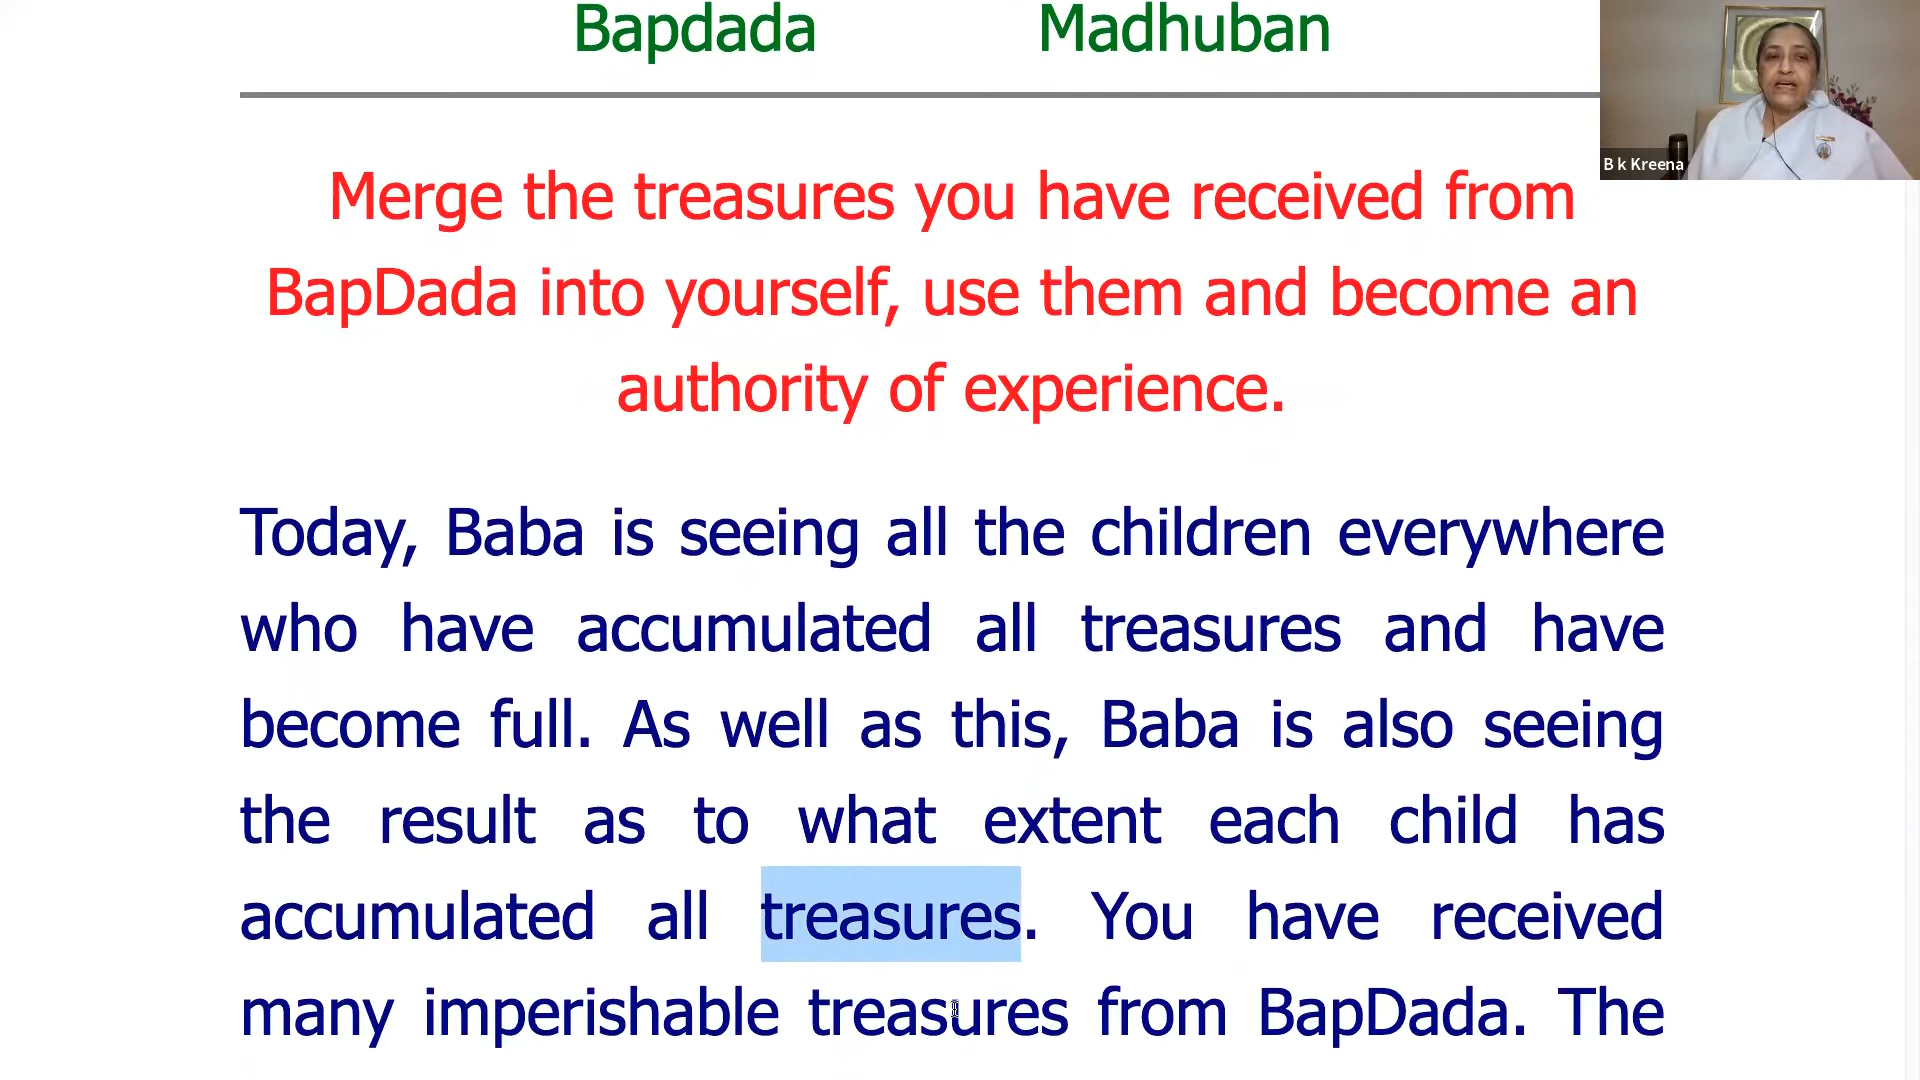 Bapdada Madhuban
B k Kreena
Merge the treasures you have received from
BapDada into yourself, use them and become an
authority of experience.
Today, Baba is seeing all the children everywhere
who have accumulated all treasures and have
become full. As well as this, Baba is also seeing
the result as to what extent each child has
accumulated all treasures. You have received
many imperishable treasures from BapDada. The